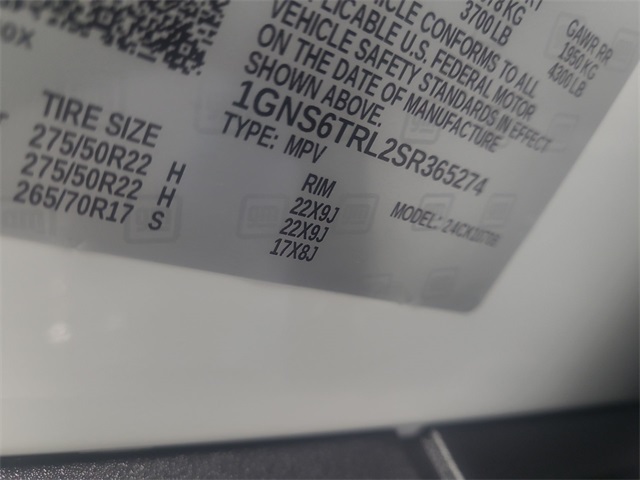 3700 LB
GAWR RR
1950 KG
4300 LB
VEHICLE CONFORMS TO ALL
APPLICABLE U.S. FEDERAL MOTOR
VEHICLE SAFETY STANDARDS IN EFFECT
ON THE DATE OF MANUFACTURE
SHOWN ABOVE.
1GNS6TRL2SR365274
TYPE: MPV
MODEL:
TIRE SIZE RIM
275/50R22 H 22X9J
275/50R22 H 22X9J
265/70R17 S 17X8J
gm